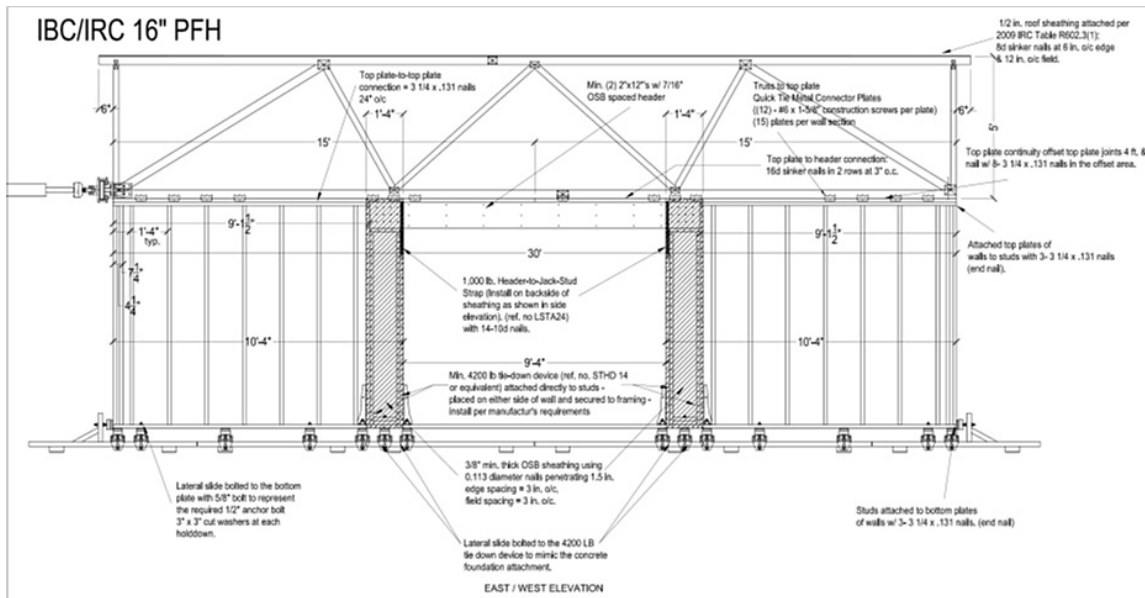 IBC/IRC 16" PFH
1/2 in. roof sheathing attached per
2009 IRC Table R602.3(1);
8d sinker nails at 6 in. o/c edge
& 12 in. o/c field.
Top plate-to-top plate
connection = 3 1/4 x .131 nails
24" o/c
Min. (2) 2"x12"'s w/ 7/16"
OSB spaced header
Truss to top plate
Quick Tie Metal Connector Plates
((12) - #6 x 1-5/8" construction screws per plate)
(15) plates per wall section
6"
1'-4"
1'-4"
6"
5'
15'
15'
Top plate to header connection:
16d sinker nails in 2 rows at 3" o.c.
Top plate continuity offset top plate joints 4 ft. &
nail w/ 8- 3 1/4 x .131 nails in the offset area.
9'-1 1/2"
9'-1 1/2"
1'-4"
typ.
30'
Attached top plates of
walls to studs with 3- 3 1/4 x .131 nails
(end nail).
7 1/4"
4 1/4"
1,000 lb. Header-to-Jack-Stud
Strap (Install on backside of
sheathing as shown in side
elevation). (ref. no LSTA24)
with 14-10d nails.
10'-4"
10'-4"
9'-4"
Min. 4200 lb tie-down device (ref. no. STHD 14
or equivalent) attached directly to studs -
placed on either side of wall and secured to framing -
install per manufactur's requirements
3/8" min. thick OSB sheathing using
0.113 diameter nails penetrating 1.5 in.
edge spacing = 3 in. o/c,
field spacing = 3 in. o/c.
Lateral slide bolted to the bottom
plate with 5/8" bolt to represent
the required 1/2" anchor bolt
3" x 3" cut washers at each
holddown.
Studs attached to bottom plates
of walls w/ 3- 3 1/4 x .131 nails. (end nail)
Lateral slide bolted to the 4200 LB
tie down device to mimic the concrete
foundation attachment.
EAST / WEST ELEVATION